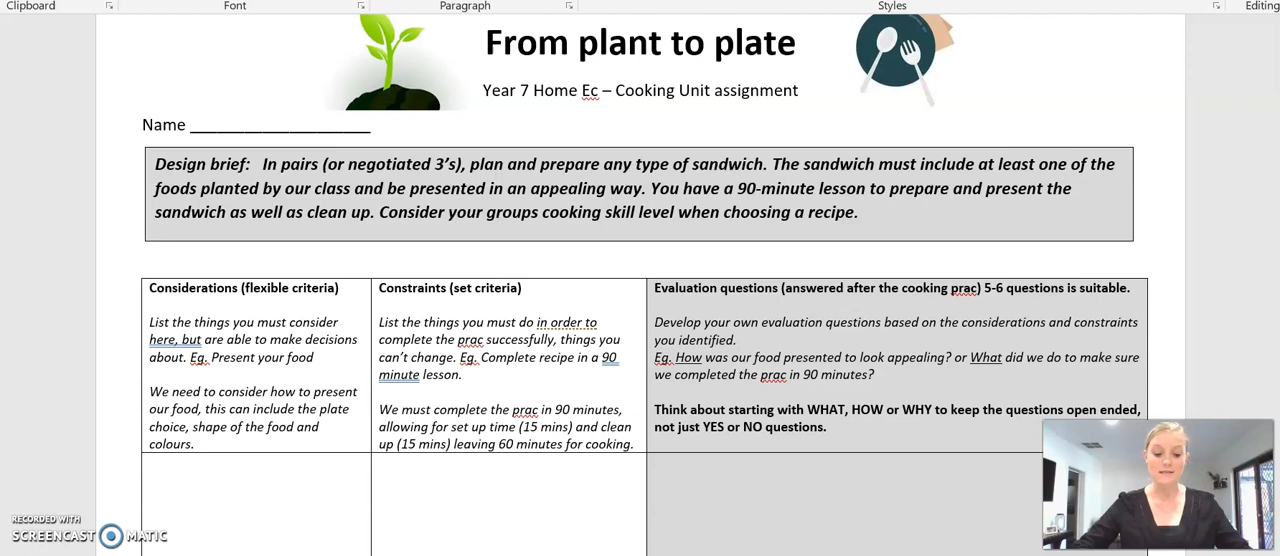 Clipboard
Font
Paragraph
Styles
Editing
From plant to plate
Year 7 Home Ec – Cooking Unit assignment
Name ____________________
Design brief: In pairs (or negotiated 3's), plan and prepare any type of sandwich. The sandwich must include at least one of the
foods planted by our class and be presented in an appealing way. You have a 90-minute lesson to prepare and present the
sandwich as well as clean up. Consider your groups cooking skill level when choosing a recipe.
Considerations (flexible criteria)
List the things you must consider
here, but are able to make decisions
about. Eg. Present your food
We need to consider how to present
our food, this can include the plate
choice, shape of the food and
colours.
Constraints (set criteria)
List the things you must do in order to
complete the prac successfully, things you
can't change. Eg. Complete recipe in a 90
minute lesson.
We must complete the prac in 90 minutes,
allowing for set up time (15 mins) and clean
up (15 mins) leaving 60 minutes for cooking.
Evaluation questions (answered after the cooking prac) 5-6 questions is suitable.
Develop your own evaluation questions based on the considerations and constraints
you identified.
Eg. How was our food presented to look appealing? or What did we do to make sure
we completed the prac in 90 minutes?
Think about starting with WHAT, HOW or WHY to keep the questions open ended,
not just YES or NO questions.
RECORDED WITH
SCREENCAST MATIC